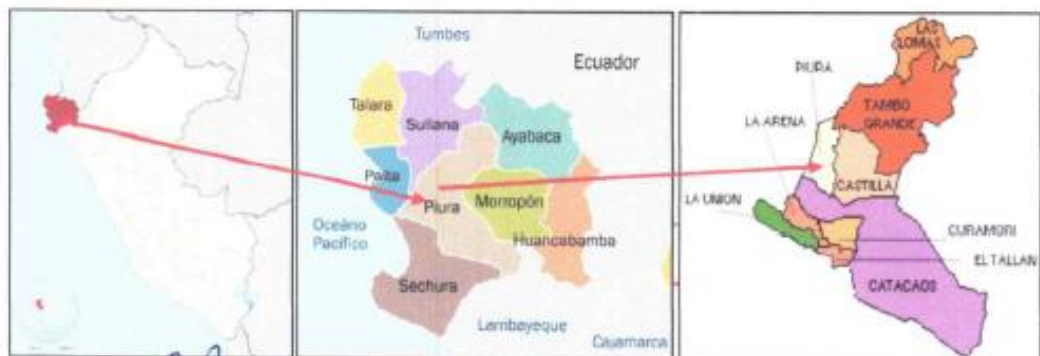 Tumbes
Ecuador
Talara
Sullana
Ayabaca
Paita
Piura
Morropón
Océano
Pacífico
Huancabamba
Sechura
Lambayeque
Cajamarca
LAS
LOMAS
PIURA
TAMBO
GRANDE
LA ARENA
CASTILLA
LA UNION
CURAMORI
EL TALLAN
CATACAOS